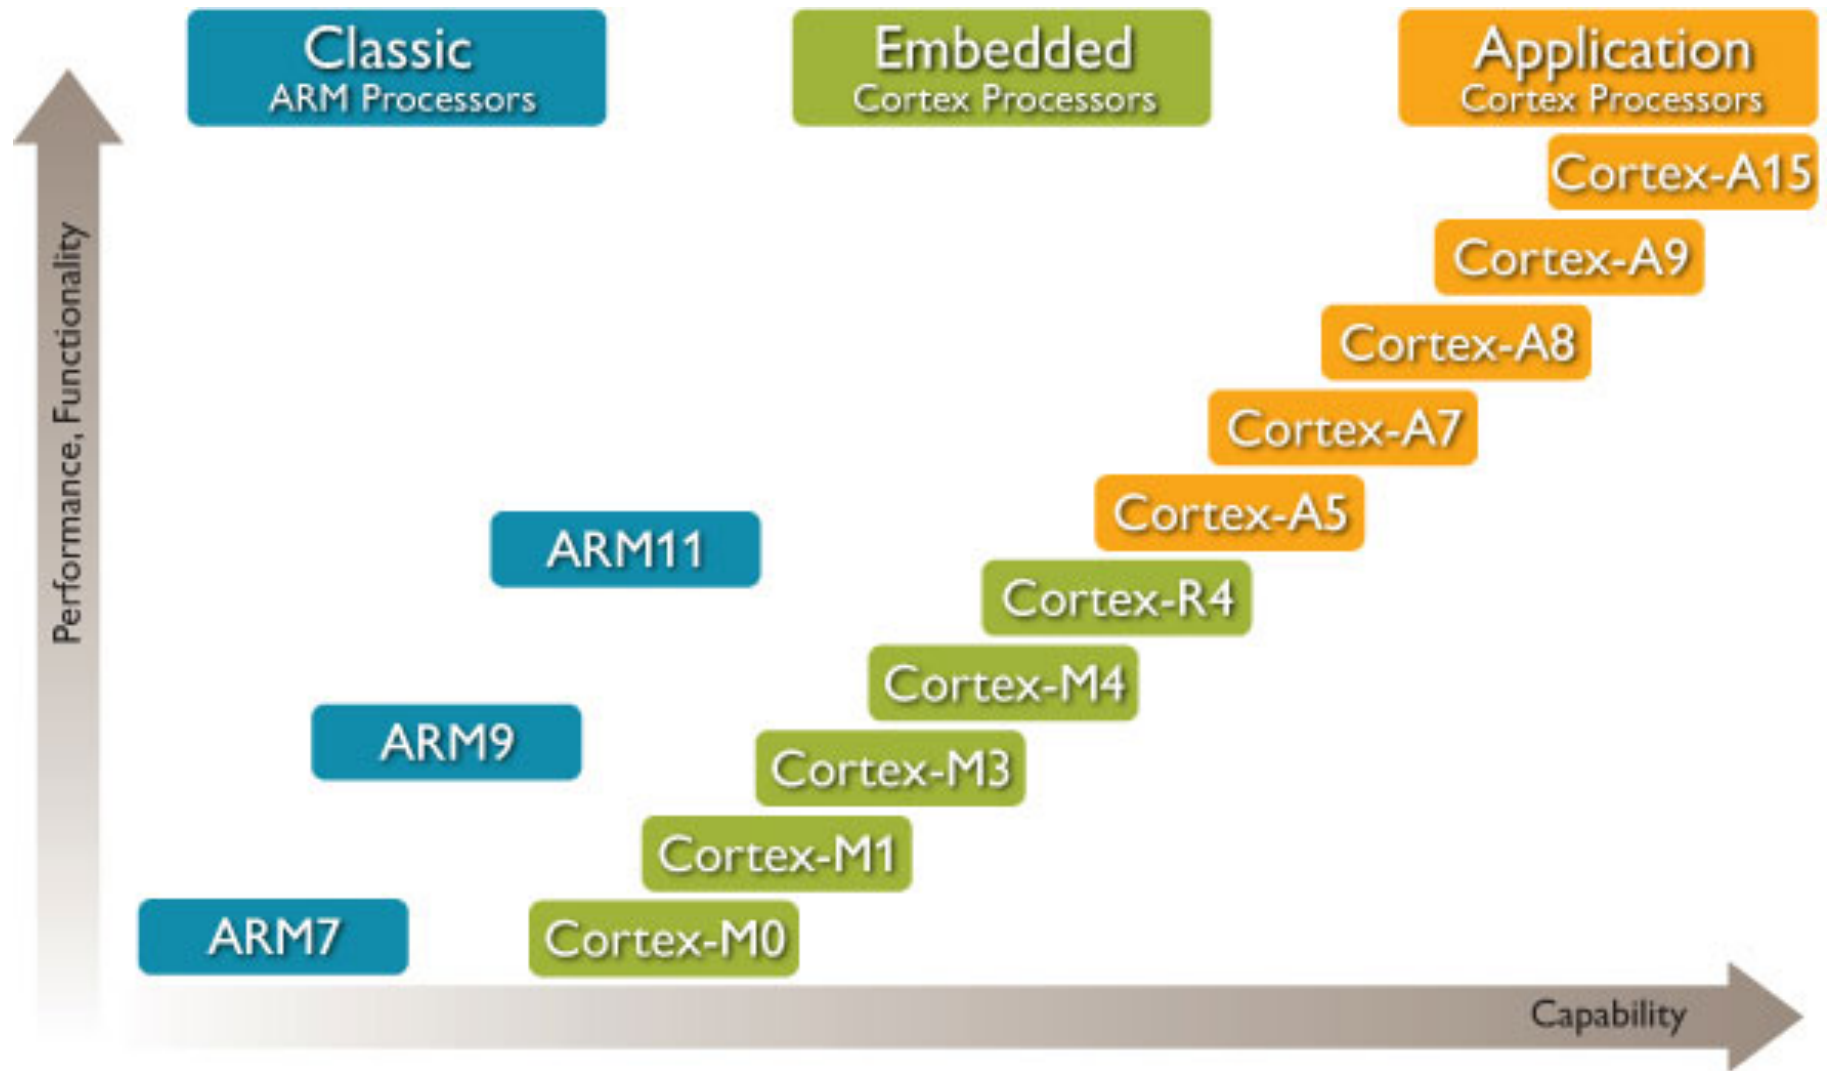 Classic
ARM Processors
Embedded
Cortex Processors
Application
Cortex Processors
Cortex-A15
Cortex-A9
Cortex-A8
Cortex-A7
Cortex-A5
ARM11
Cortex-R4
Cortex-M4
ARM9
Cortex-M3
Cortex-M1
ARM7
Cortex-M0
Performance, Functionality
Capability